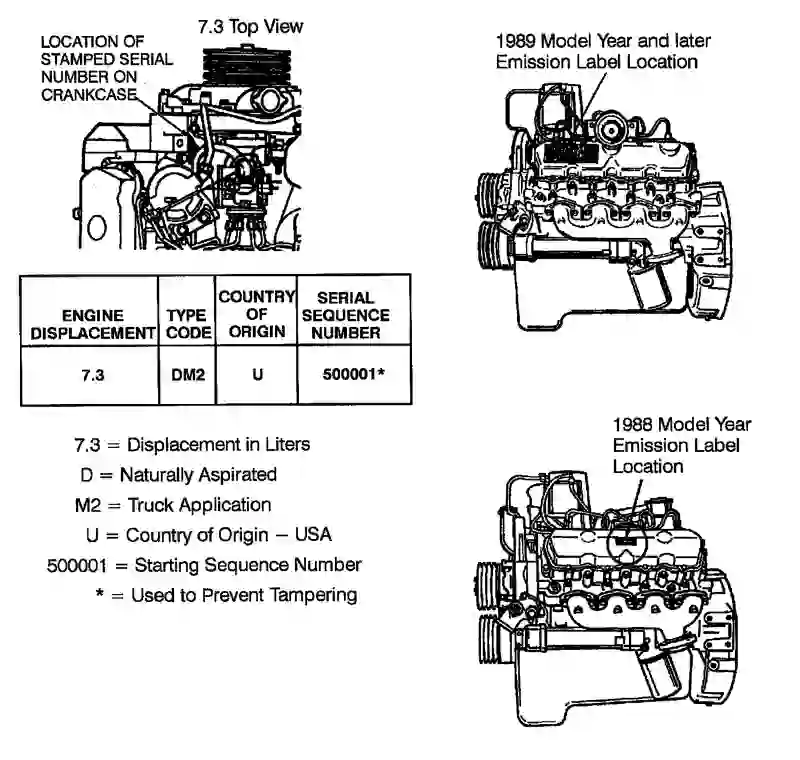 7.3 Top View
LOCATION OF
STAMPED SERIAL
NUMBER ON
CRANKCASE
1989 Model Year and later
Emission Label Location
ENGINE DISPLACEMENT TYPE CODE COUNTRY OF ORIGIN SERIAL SEQUENCE NUMBER
7.3 DM2 U 500001*
7.3 = Displacement in Liters
D = Naturally Aspirated
M2 = Truck Application
U = Country of Origin – USA
500001 = Starting Sequence Number
* = Used to Prevent Tampering
1988 Model Year
Emission Label
Location